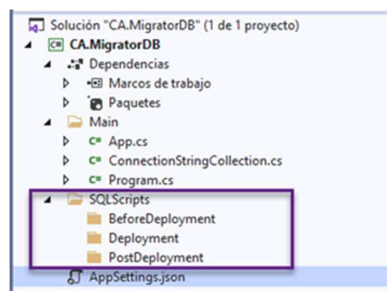 Solución "CA.MigratorDB" (1 de 1 proyecto)
C# CA.MigratorDB
Dependencias
Marcos de trabajo
Paquetes
Main
C# App.cs
C# ConnectionStringCollection.cs
C# Program.cs
SQLScripts
BeforeDeployment
Deployment
PostDeployment
AppSettings.json